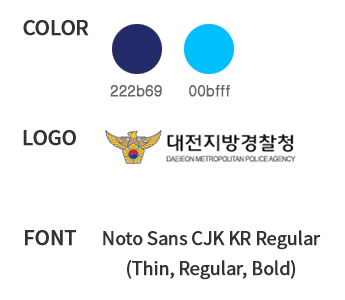 COLOR
222b69 00bfff
LOGO
대전지방경찰청
DAEJEON METROPOLITAN POLICE AGENCY
FONT Noto Sans CJK KR Regular
(Thin, Regular, Bold)